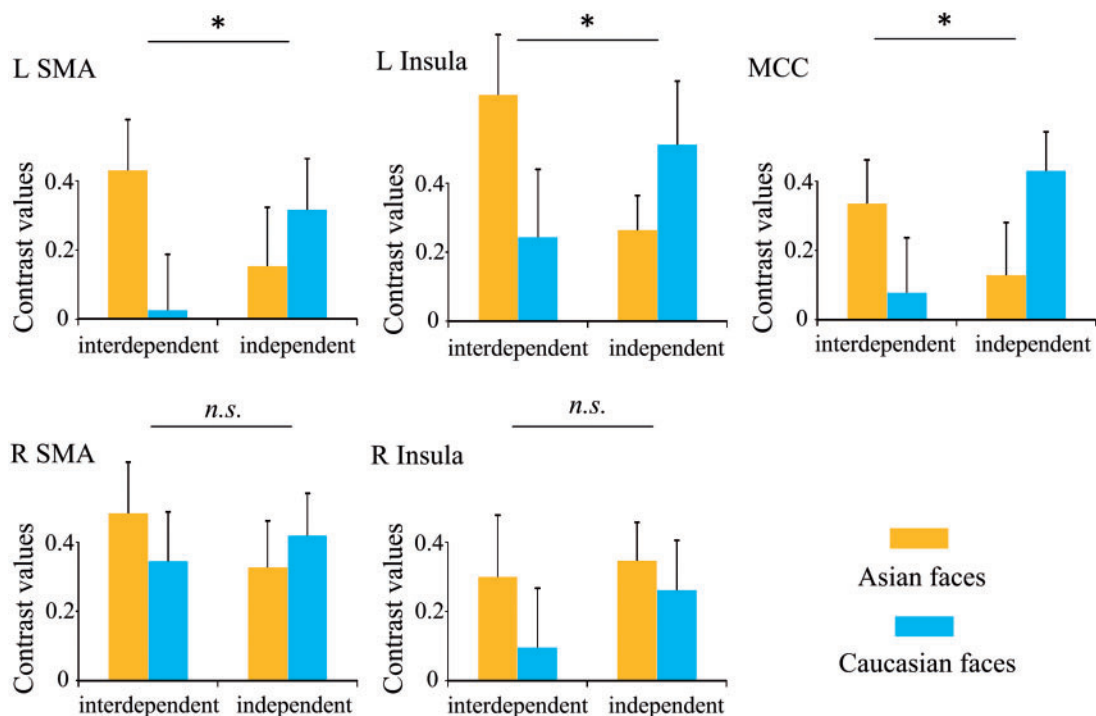 *
L SMA
Contrast values
0.4
0.2
0
interdependent independent
*
L Insula
Contrast values
0.4
0.2
0
interdependent independent
*
MCC
Contrast values
0.4
0.2
0
interdependent independent
n.s.
R SMA
Contrast values
0.4
0.2
0
interdependent independent
n.s.
R Insula
Contrast values
0.4
0.2
0
interdependent independent
Asian faces
Caucasian faces